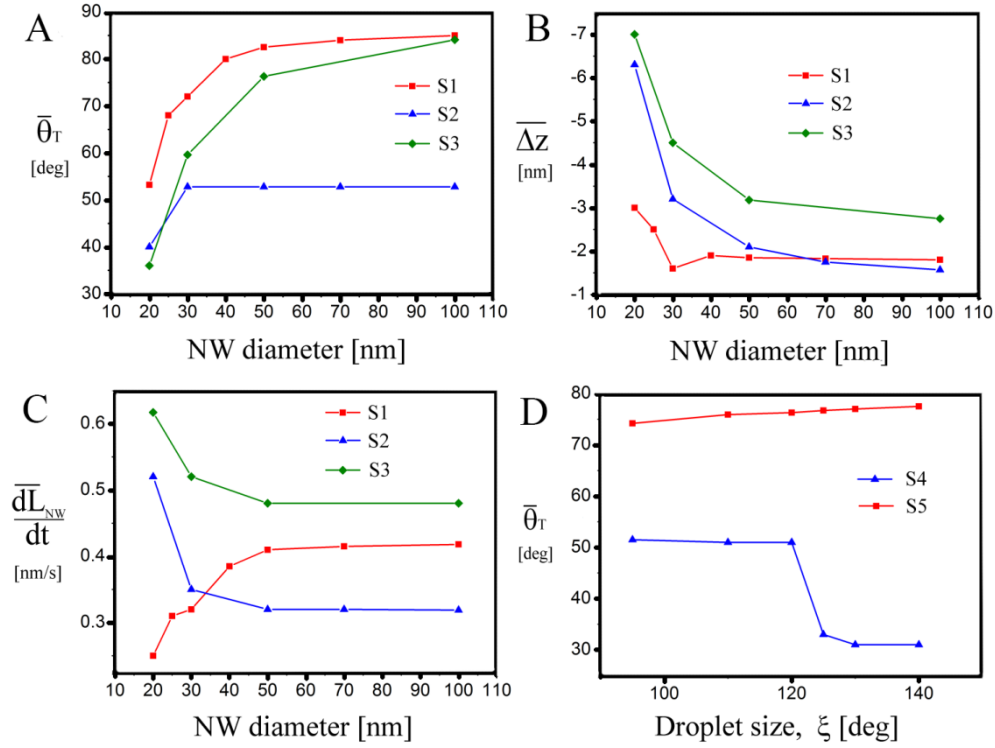 A
θ̄T
[deg]
90
80
70
60
50
40
30
10 20 30 40 50 60 70 80 90 100 110
NW diameter [nm]
S1
S2
S3
B
Δz
[nm]
-7
-6
-5
-4
-3
-2
-1
10 20 30 40 50 60 70 80 90 100 110
NW diameter [nm]
S1
S2
S3
C
dL̄NW
dt
[nm/s]
0.6
0.5
0.4
0.3
10 20 30 40 50 60 70 80 90 100 110
NW diameter [nm]
S1
S2
S3
D
θ̄T
[deg]
80
70
50
40
30
100 120 140
Droplet size, ξ [deg]
S4
S5